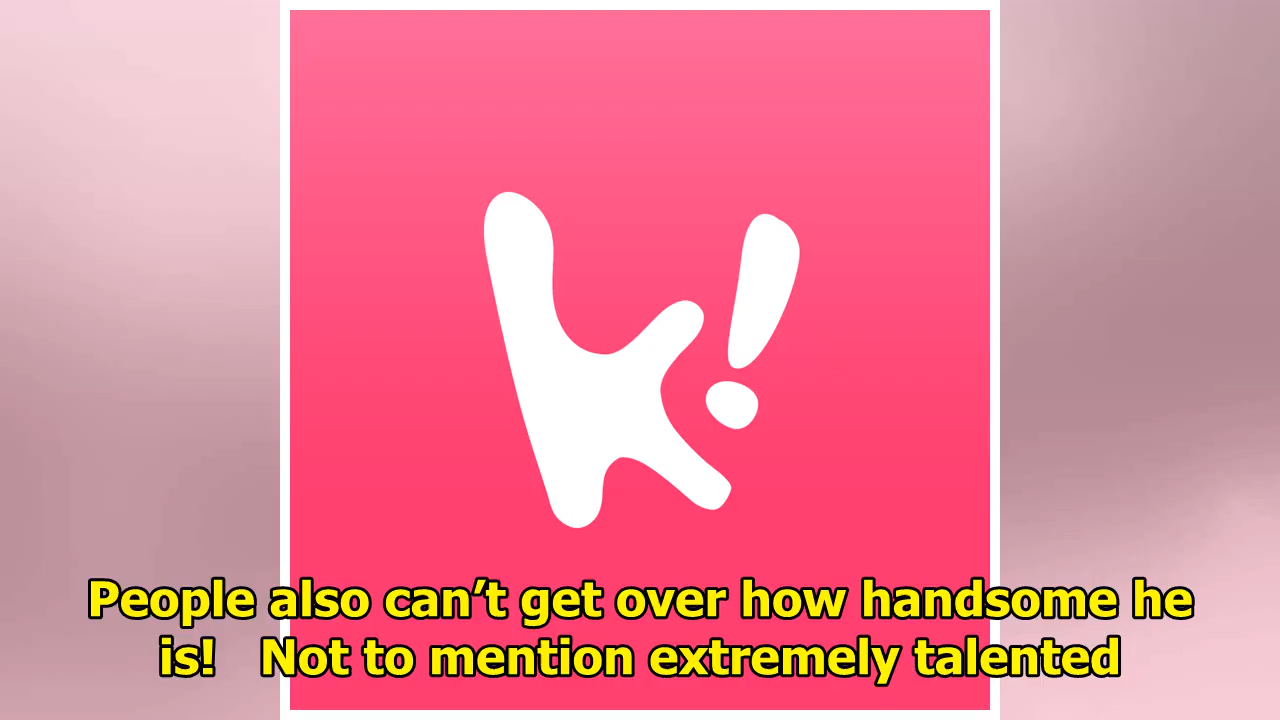 k!
People also can’t get over how handsome he
is!   Not to mention extremely talented